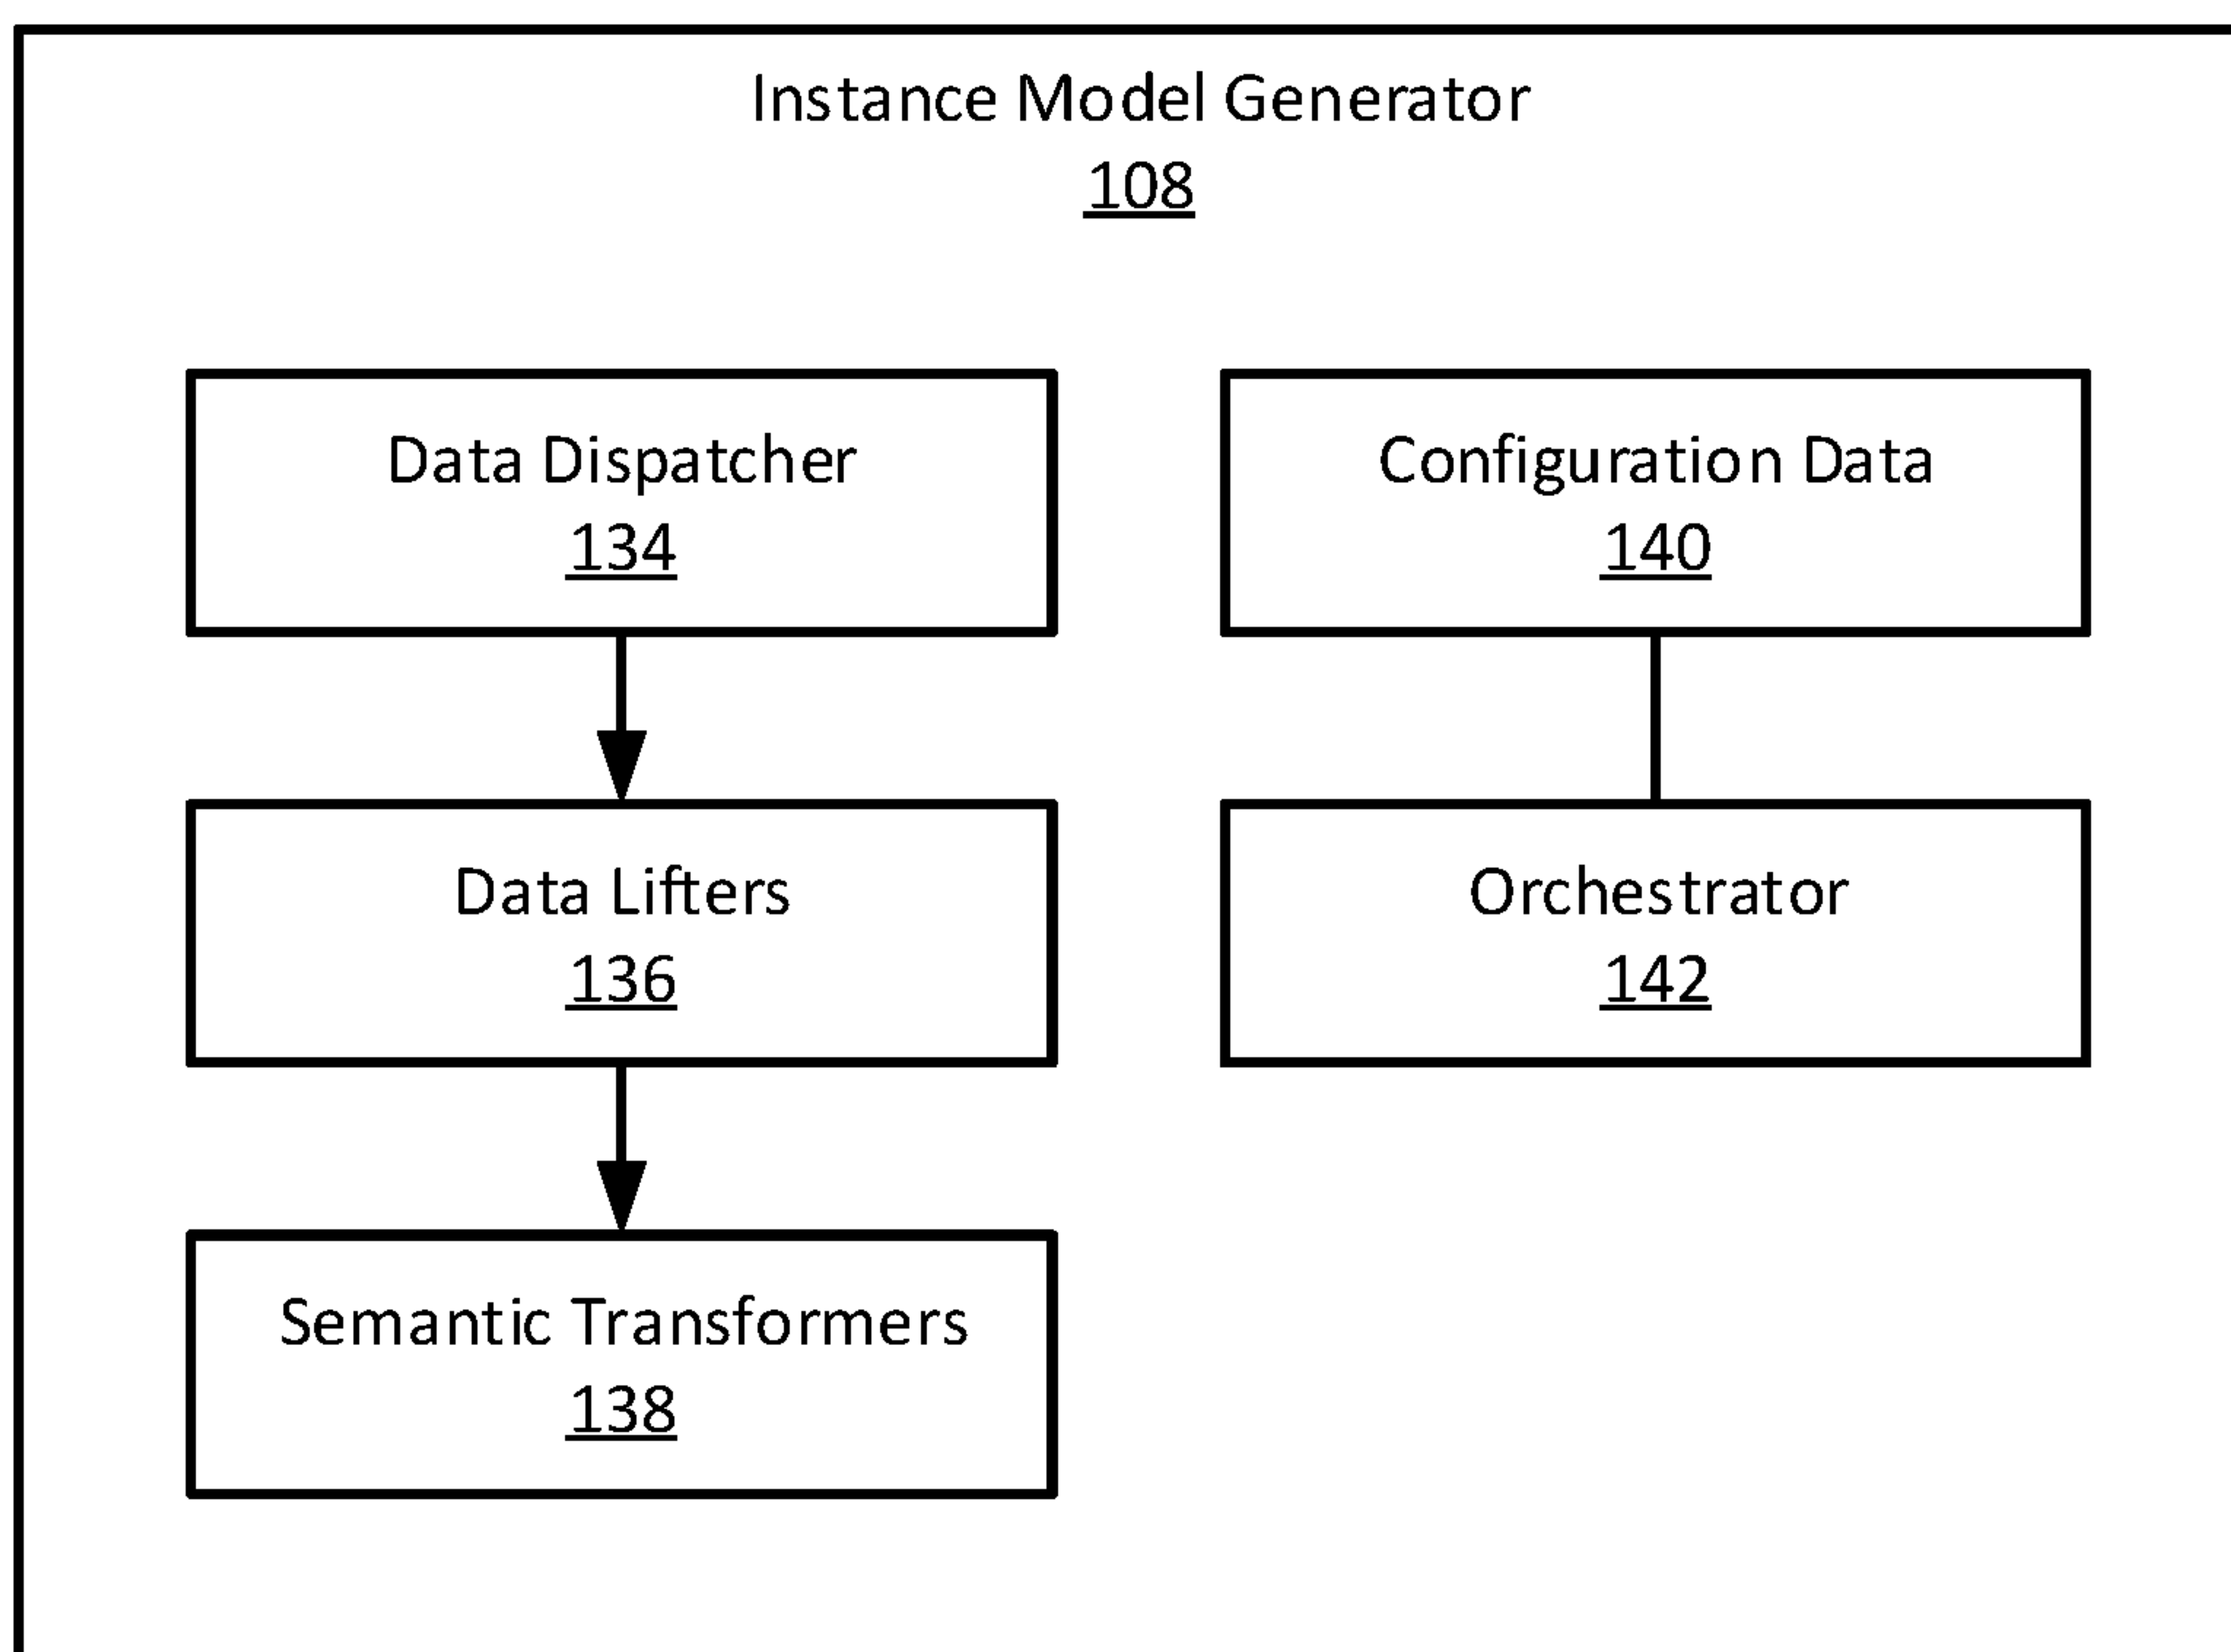 Instance Model Generator
108
Data Dispatcher
134
Configuration Data
140
Data Lifters
136
Orchestrator
142
Semantic Transformers
138